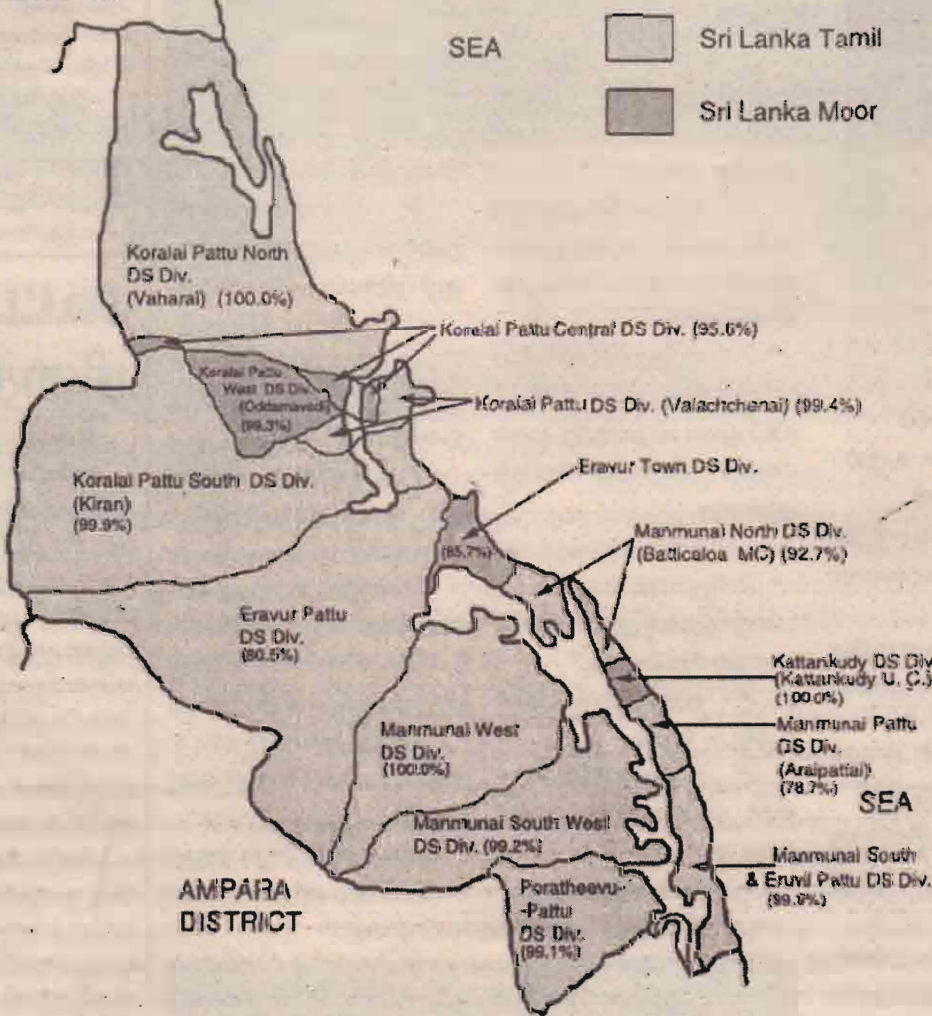 SEA
Sri Lanka Tamil
Sri Lanka Moor
Koralai Pattu North
DS Div.
(Vaharai) (100.0%)
Koralai Pattu Central DS Div. (95.6%)
Koralai Pattu
West DS Div.
(Oddamavadi)
(99.3%)
Koralai Pattu DS Div. (Valachchenai) (99.4%)
Koralai Pattu South DS Div.
(Kiran)
(99.9%)
Eravur Town DS Div.
(85.7%)
Manmunai North DS Div.
(Batticaloa MC) (92.7%)
Eravur Pattu
DS Div.
(80.5%)
Kattankudy DS Div
(Kattankudy U. C.)
(100.0%)
Manmunai West
DS Div.
(100.0%)
Manmunai Pattu
DS Div.
(Araipattai)
(78.7%)
SEA
Manmunai South West
DS Div. (99.2%)
Manmunai South
& Eruvil Pattu DS Div.
AMPARA
DISTRICT
Poratheevu-
-Pattu
DS Div.
(99.1%)